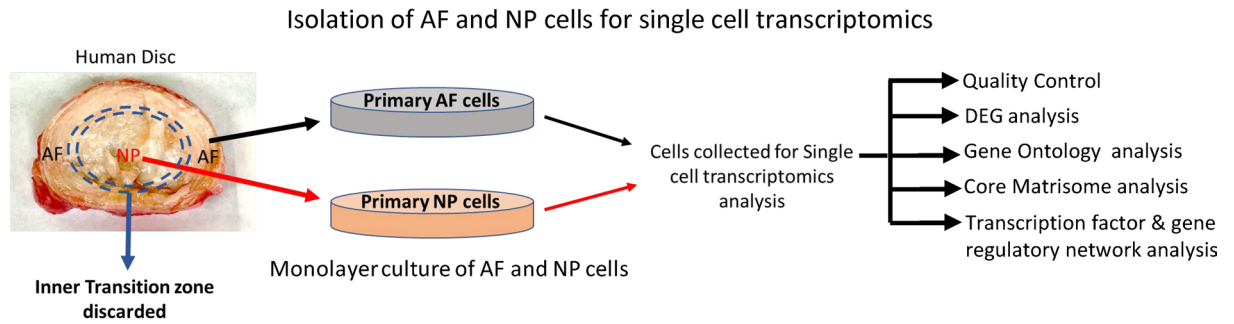 Isolation of AF and NP cells for single cell transcriptomics
Human Disc
AF
NP
AF
Inner Transition zone
discarded
Primary AF cells
Primary NP cells
Monolayer culture of AF and NP cells
Cells collected for Single
cell transcriptomics
analysis
Quality Control
DEG analysis
Gene Ontology analysis
Core Matrisome analysis
Transcription factor & gene
regulatory network analysis